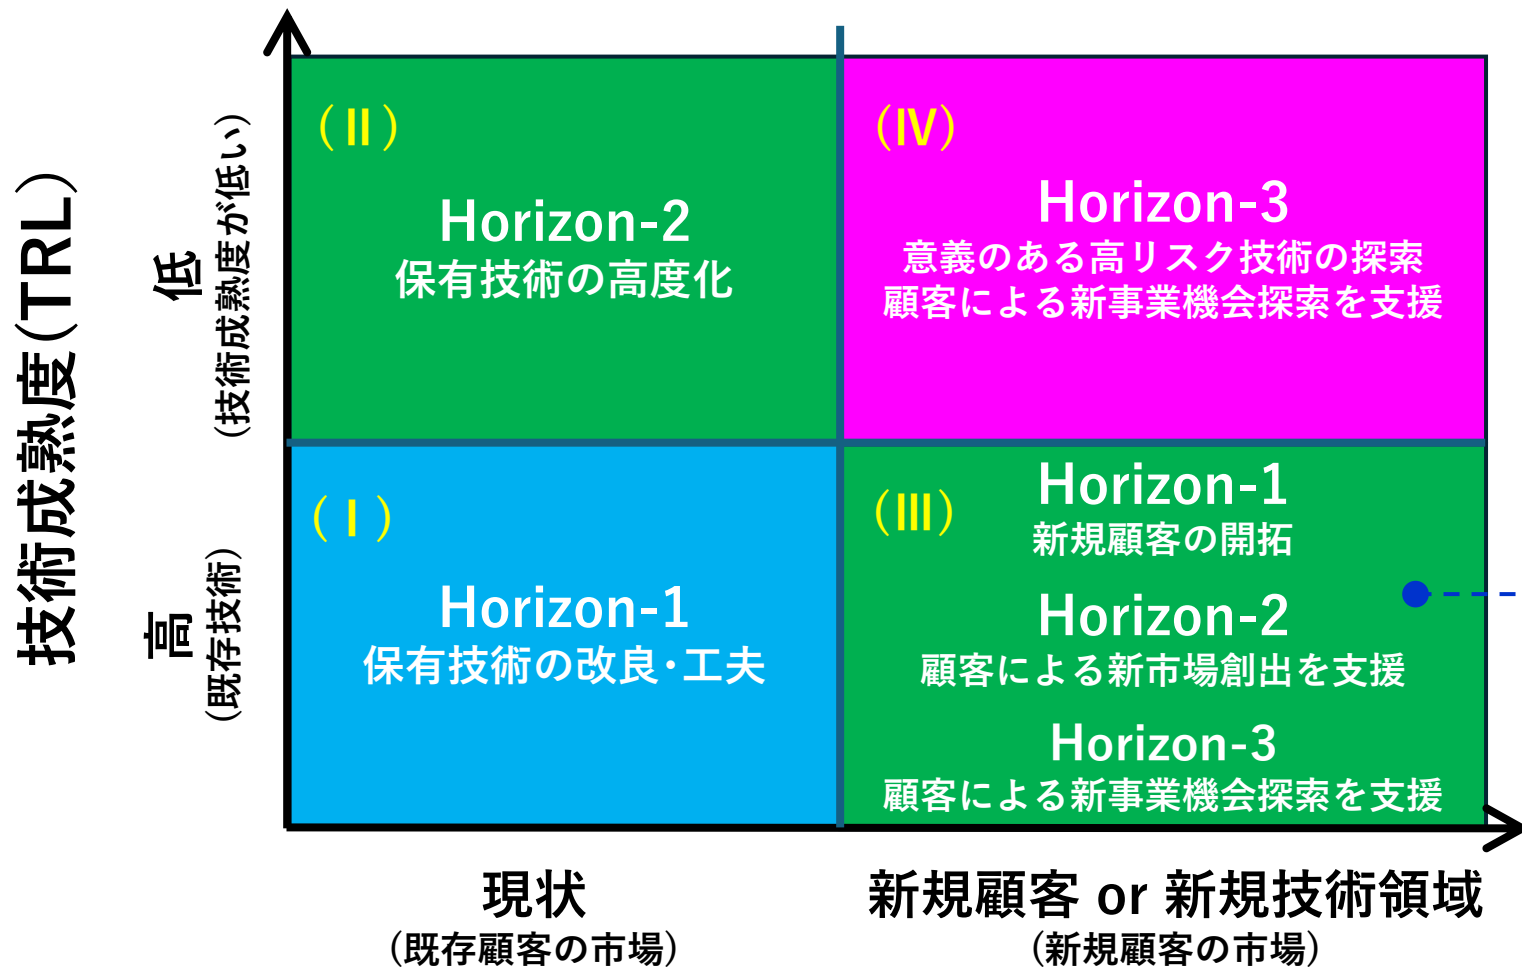 技術成熟度(TRL)
低
(技術成熟度が低い)
高
(既存技術)
(Ⅱ)
Horizon-2
保有技術の高度化
(Ⅳ)
Horizon-3
意義のある高リスク技術の探索
顧客による新事業機会探索を支援
(Ⅰ)
Horizon-1
保有技術の改良・工夫
(Ⅲ)
Horizon-1
新規顧客の開拓
Horizon-2
顧客による新市場創出を支援
Horizon-3
顧客による新事業機会探索を支援
現状
(既存顧客の市場)
新規顧客 or 新規技術領域
(新規顧客の市場)